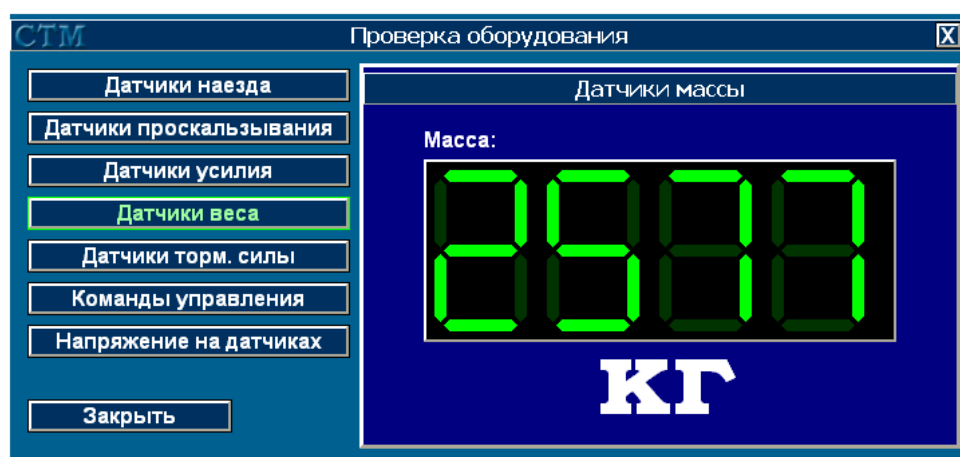 СТМ
Проверка оборудования
X
Датчики наезда
Датчики проскальзывания
Датчики усилия
Датчики веса
Датчики торм. силы
Команды управления
Напряжение на датчиках
Закрыть
Датчики массы
Масса:
2577
КГ